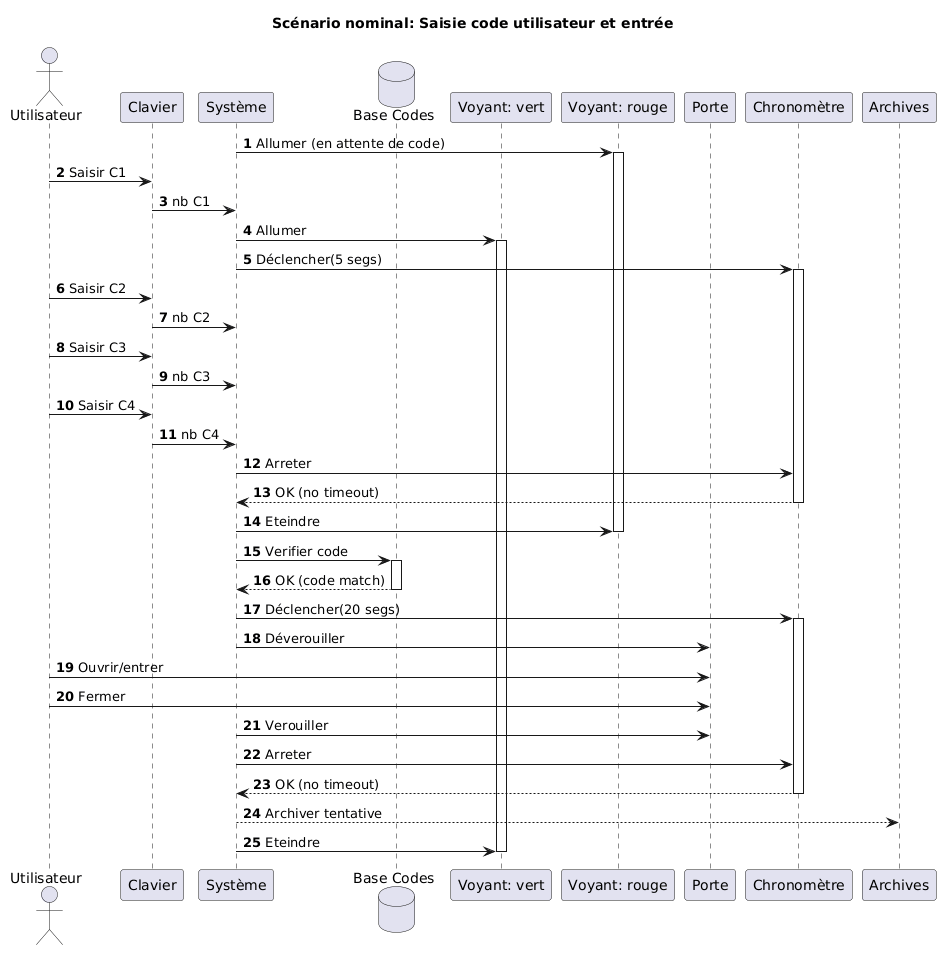 Scénario nominal: Saisie code utilisateur et entrée
Utilisateur
Clavier
Système
Base Codes
Voyant: vert
Voyant: rouge
Porte
Chronomètre
Archives
1 Allumer (en attente de code)
2 Saisir C1
3 nb C1
4 Allumer
5 Déclencher(5 segs)
6 Saisir C2
7 nb C2
8 Saisir C3
9 nb C3
10 Saisir C4
11 nb C4
12 Arreter
13 OK (no timeout)
14 Eteindre
15 Verifier code
16 OK (code match)
17 Déclencher(20 segs)
18 Déverouiller
19 Ouvrir/entrer
20 Fermer
21 Verouiller
22 Arreter
23 OK (no timeout)
24 Archiver tentative
25 Eteindre
Utilisateur
Clavier
Système
Base Codes
Voyant: vert
Voyant: rouge
Porte
Chronomètre
Archives